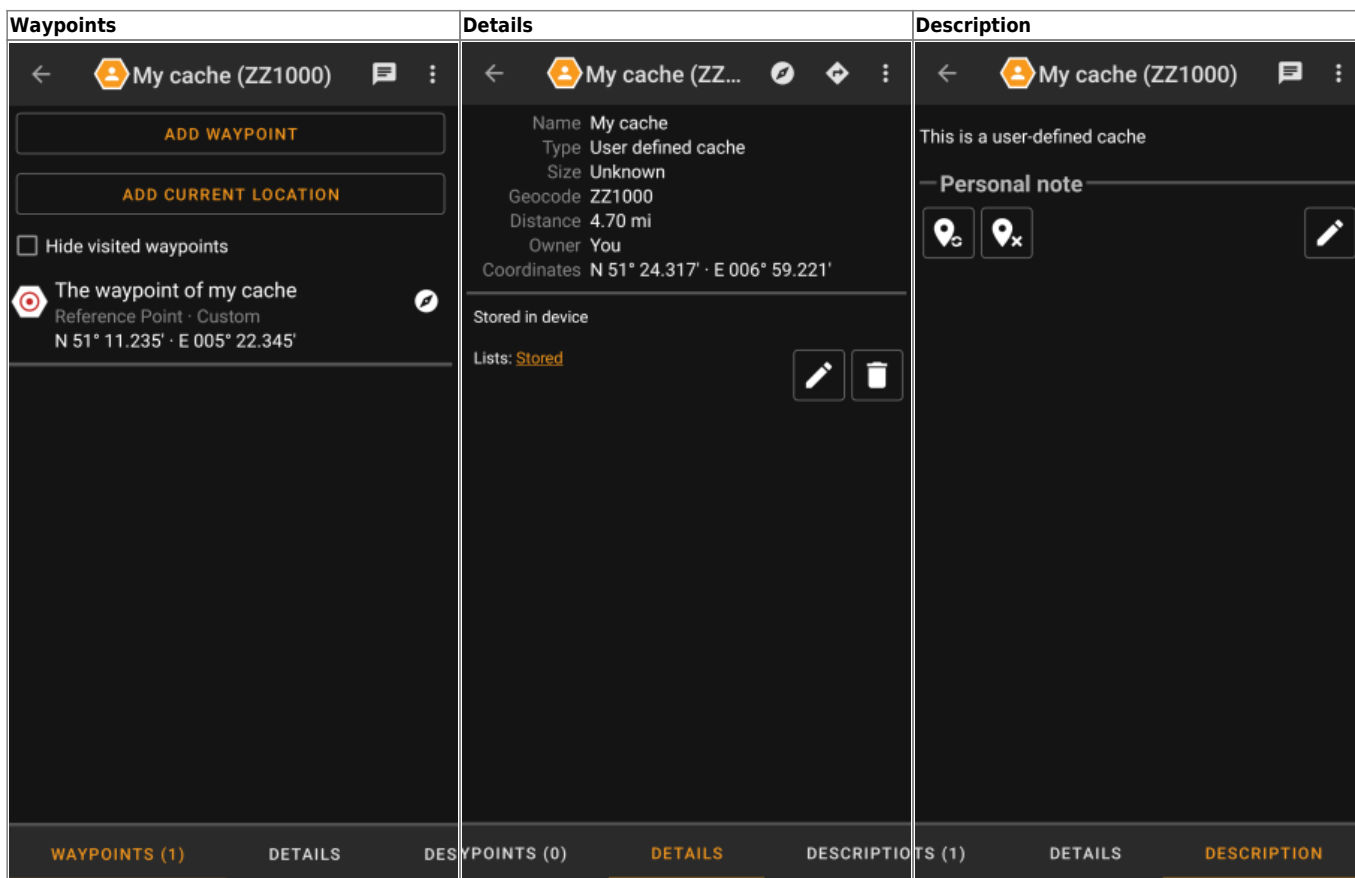 Waypoints
My cache (ZZ1000)
ADD WAYPOINT
ADD CURRENT LOCATION
Hide visited waypoints
The waypoint of my cache
Reference Point · Custom
N 51° 11.235' · E 005° 22.345'
WAYPOINTS (1) DETAILS DES
Details
My cache (ZZ...
Name My cache
Type User defined cache
Size Unknown
Geocode ZZ1000
Distance 4.70 mi
Owner You
Coordinates N 51° 24.317' · E 006° 59.221'
Stored in device
Lists: Stored
YPOINTS (0) DETAILS DESCRIPTIO
Description
My cache (ZZ1000)
This is a user-defined cache
Personal note
TS (1) DETAILS DESCRIPTION